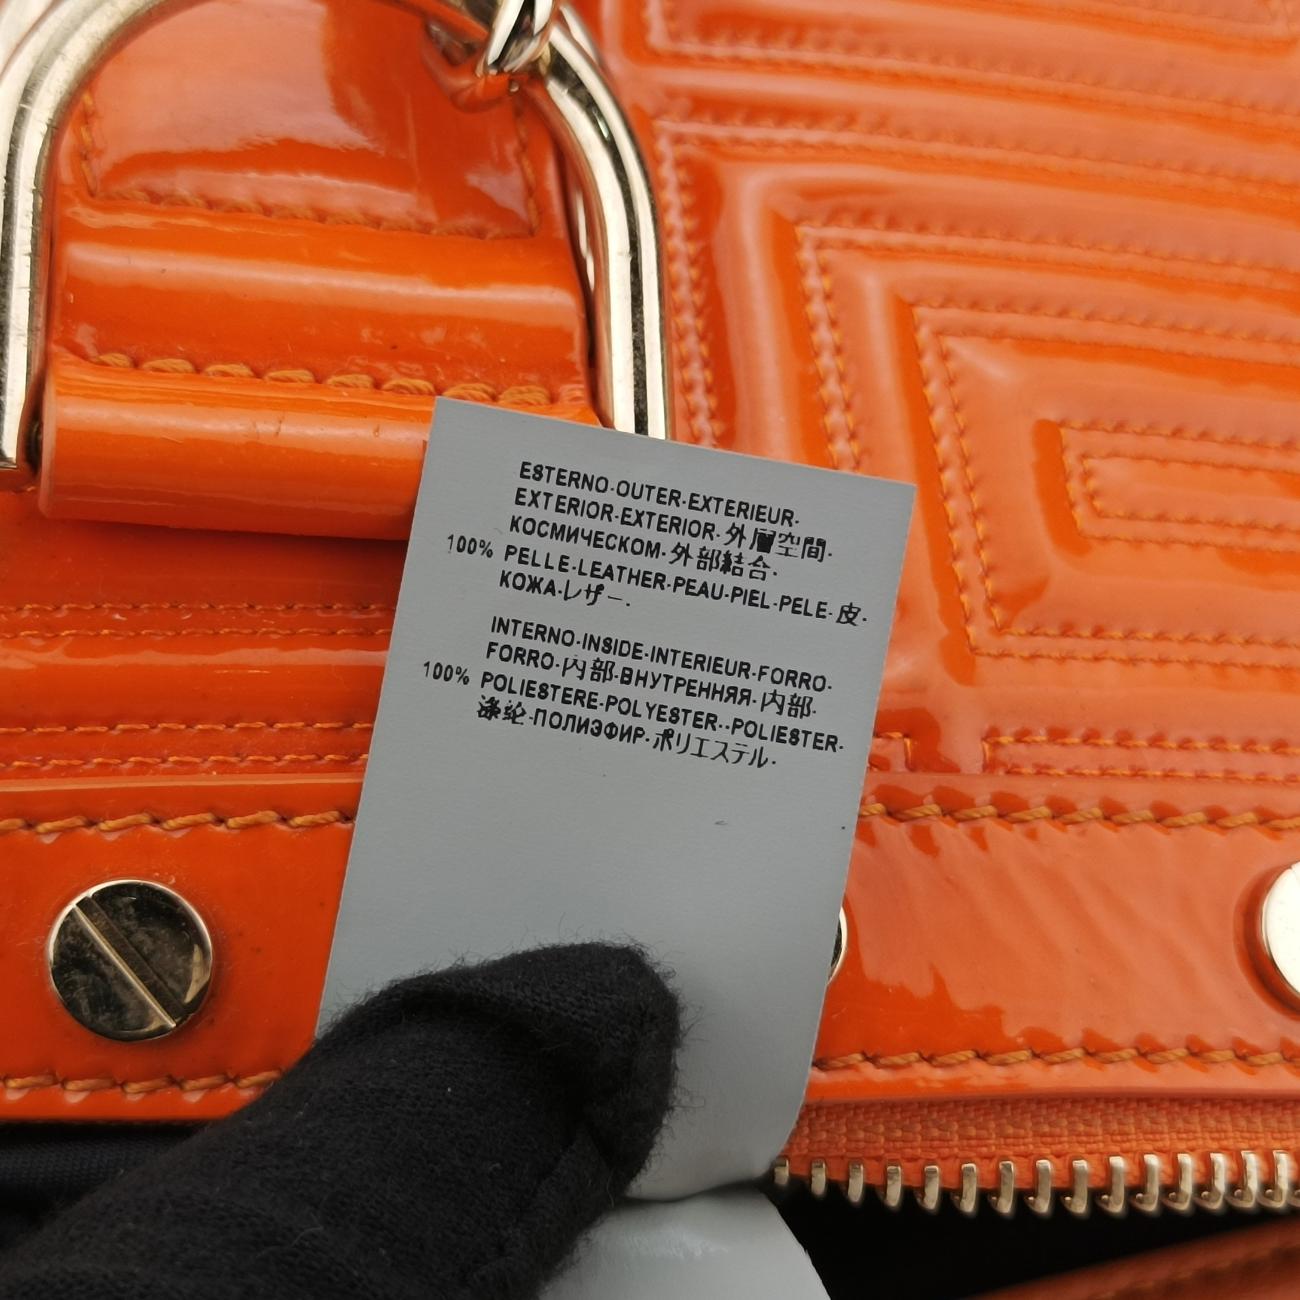 ESTERNO-OUTER-EXTERIEUR-
EXTERIOR-EXTERIOR-外層空間-
КОСМИЧЕСКОМ-外部結合-
100% PELLE-LEATHER-PEAU-PIEL-PELE-皮-
КОЖА-レザー.
INTERNO-INSIDE-INTERIEUR-FORRO-
FORRO-内部-ВНУТРЕННЯЯ-内部-
100% POLIESTERE-POLYESTER--POLIESTER-
涤纶-ПОЛИЭФИР-ポリエステル-